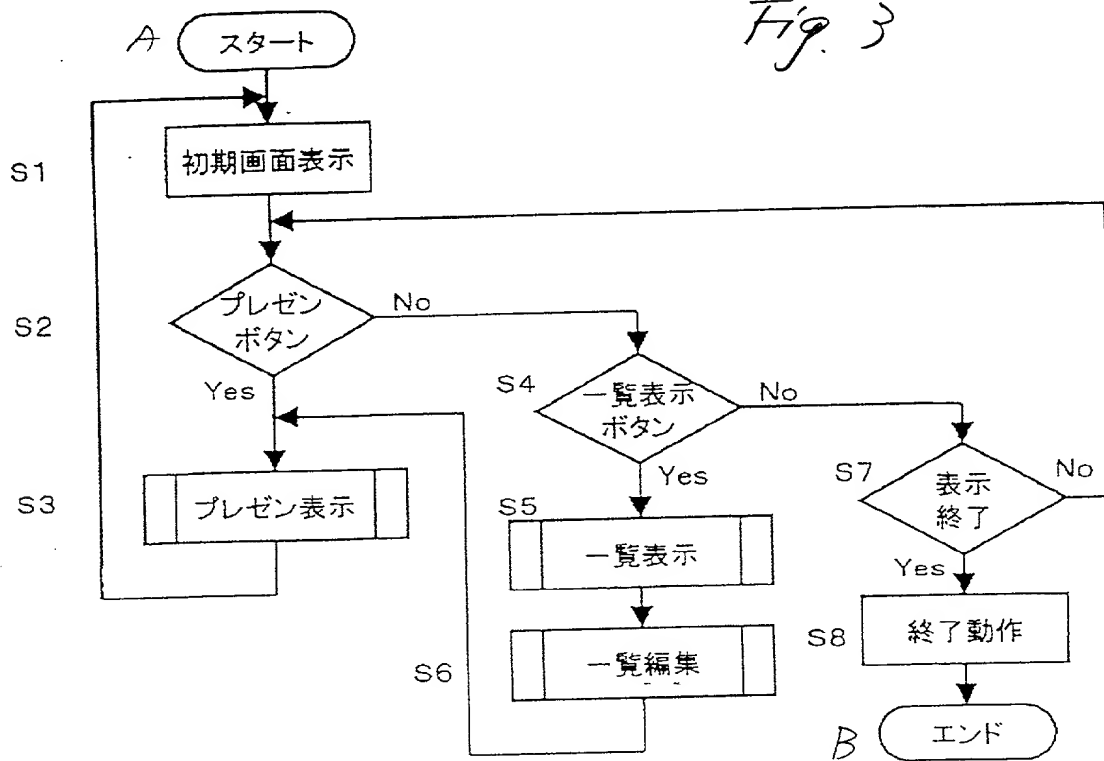 Fig. 3
A
スタート
S1
初期画面表示
S2
プレゼン
ボタン
No
Yes
S3
プレゼン表示
S4
一覧表示
ボタン
No
Yes
S5
一覧表示
S6
一覧編集
S7
表示
終了
No
Yes
S8
終了動作
B
エンド